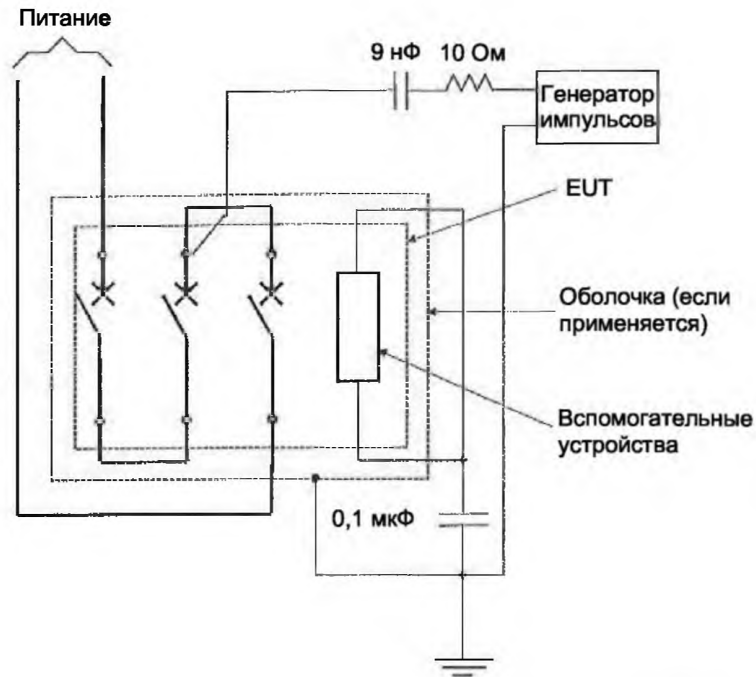 Питание
9 нФ
10 Ом
Генератор
импульсов
EUT
Оболочка (если
применяется)
Вспомогательные
устройства
0,1 мкФ